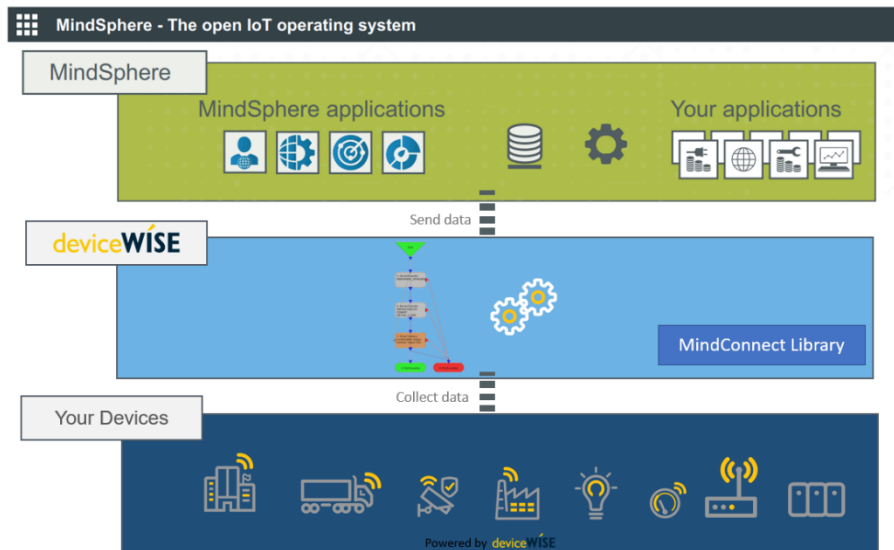 MindSphere - The open IoT operating system
MindSphere
MindSphere applications
Your applications
Send data
deviceWISE
MindConnect Library
Collect data
Your Devices
Powered by deviceWISE